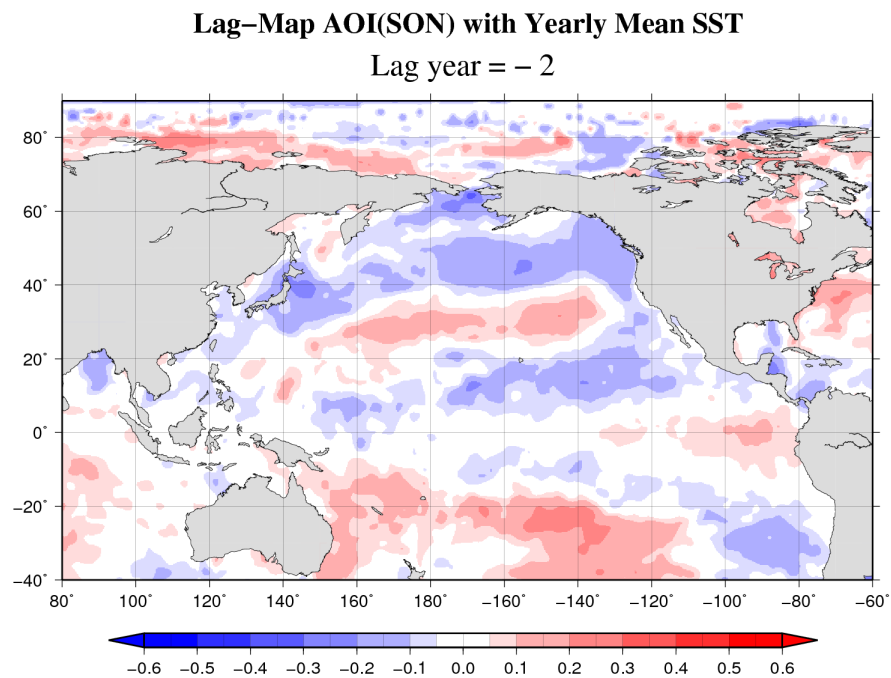 Lag−Map AOI(SON) with Yearly Mean SST
Lag year = − 2
80˚
60˚
40˚
20˚
0˚
−20˚
−40˚
80˚ 100˚ 120˚ 140˚ 160˚ 180˚ −160˚ −140˚ −120˚ −100˚ −80˚ −60˚
−0.6 −0.5 −0.4 −0.3 −0.2 −0.1 0.0 0.1 0.2 0.3 0.4 0.5 0.6